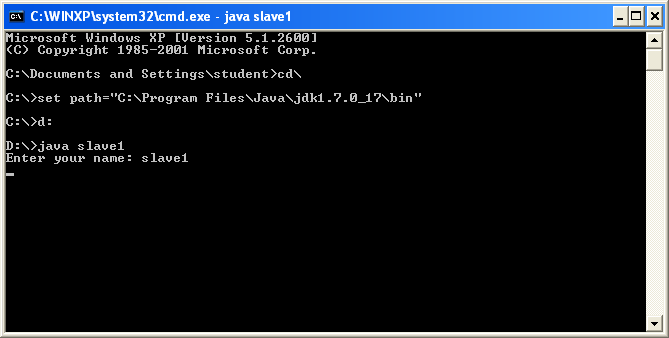 C:\WINXP\system32\cmd.exe - java slave1
Microsoft Windows XP [Version 5.1.2600]
(C) Copyright 1985-2001 Microsoft Corp.
C:\Documents and Settings\student>cd\
C:\>set path="C:\Program Files\Java\jdk1.7.0_17\bin"
C:\>d:
D:\>java slave1
Enter your name: slave1